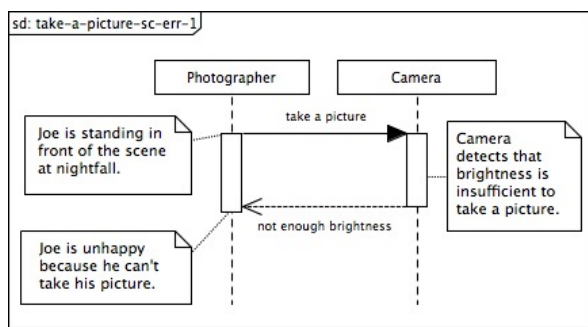 sd: take-a-picture-sc-err-1
Photographer
Camera
take a picture
Joe is standing in
front of the scene
at nightfall.
Camera
detects that
brightness is
insufficient to
take a picture.
not enough brightness
Joe is unhappy
because he can't
take his picture.